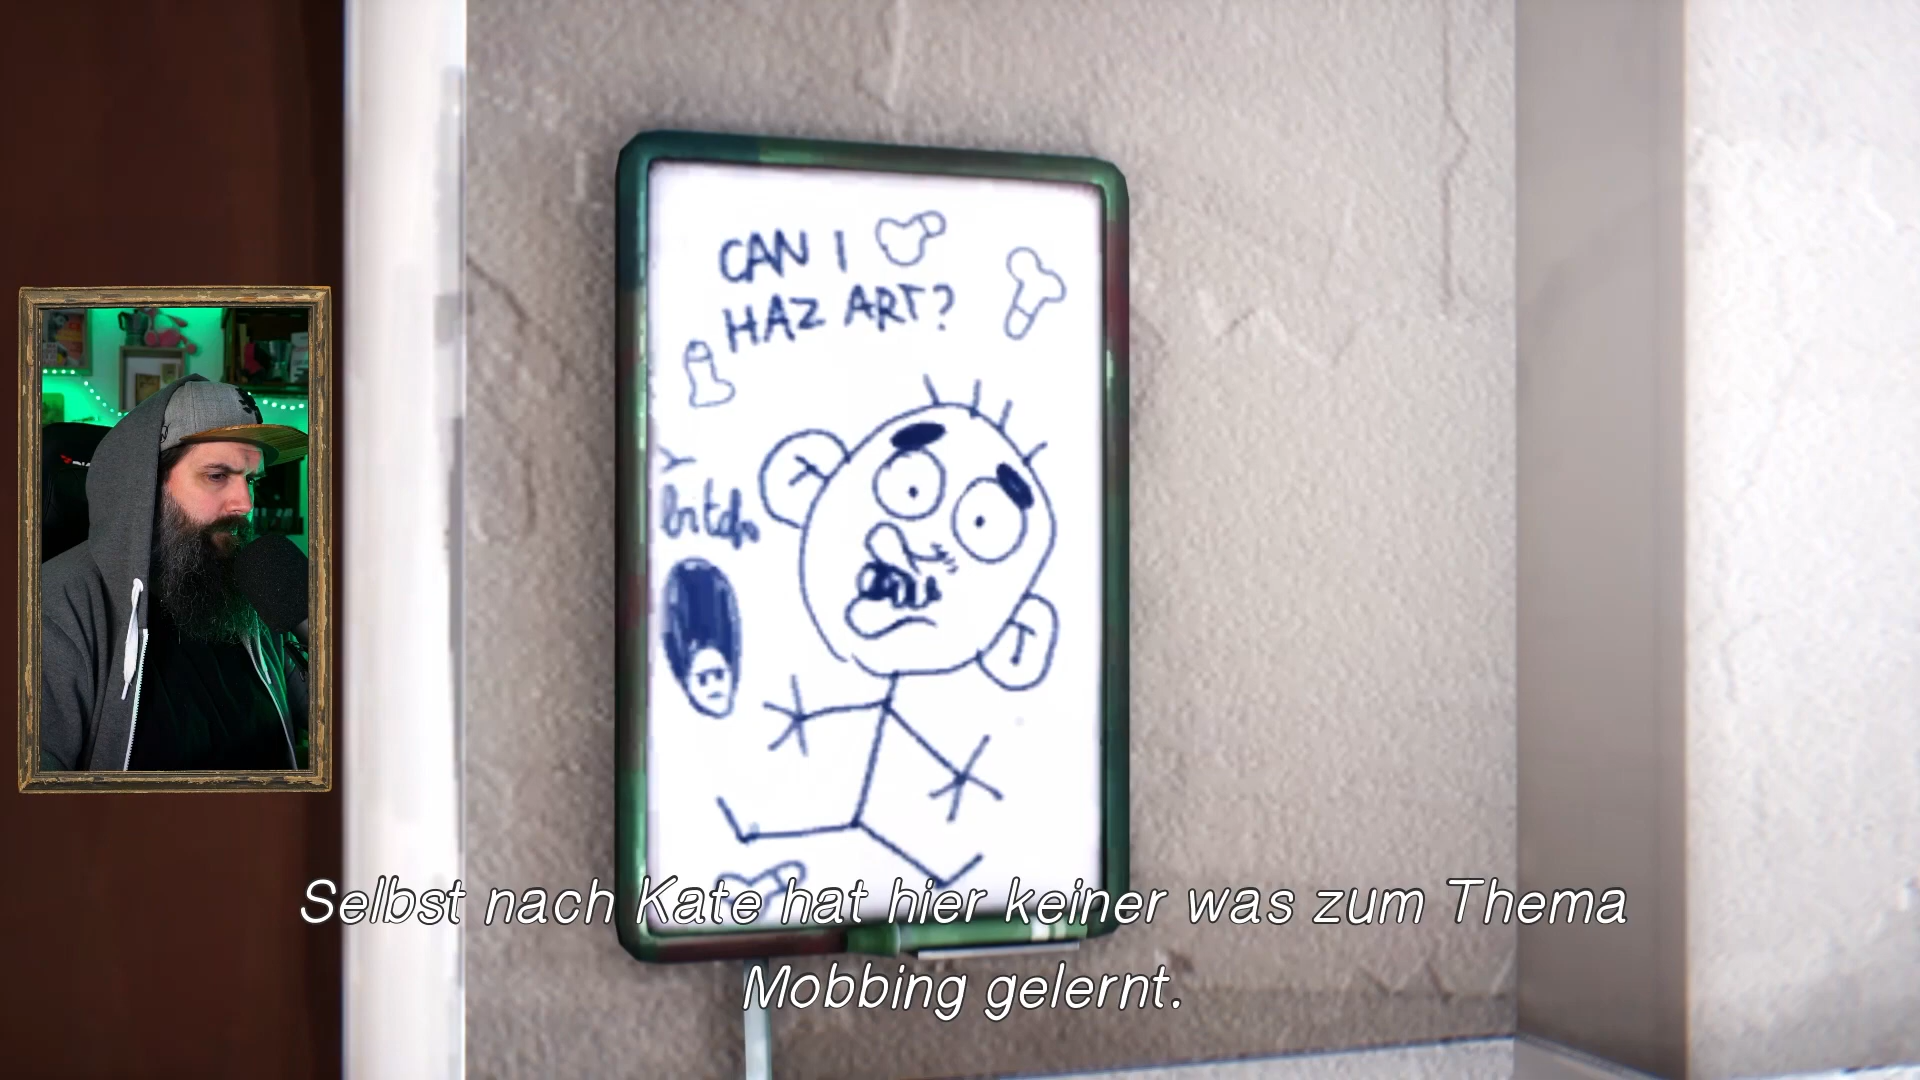 CAN I
HAZ ART?
bitch
Selbst nach Kate hat hier keiner was zum Thema
Mobbing gelernt.